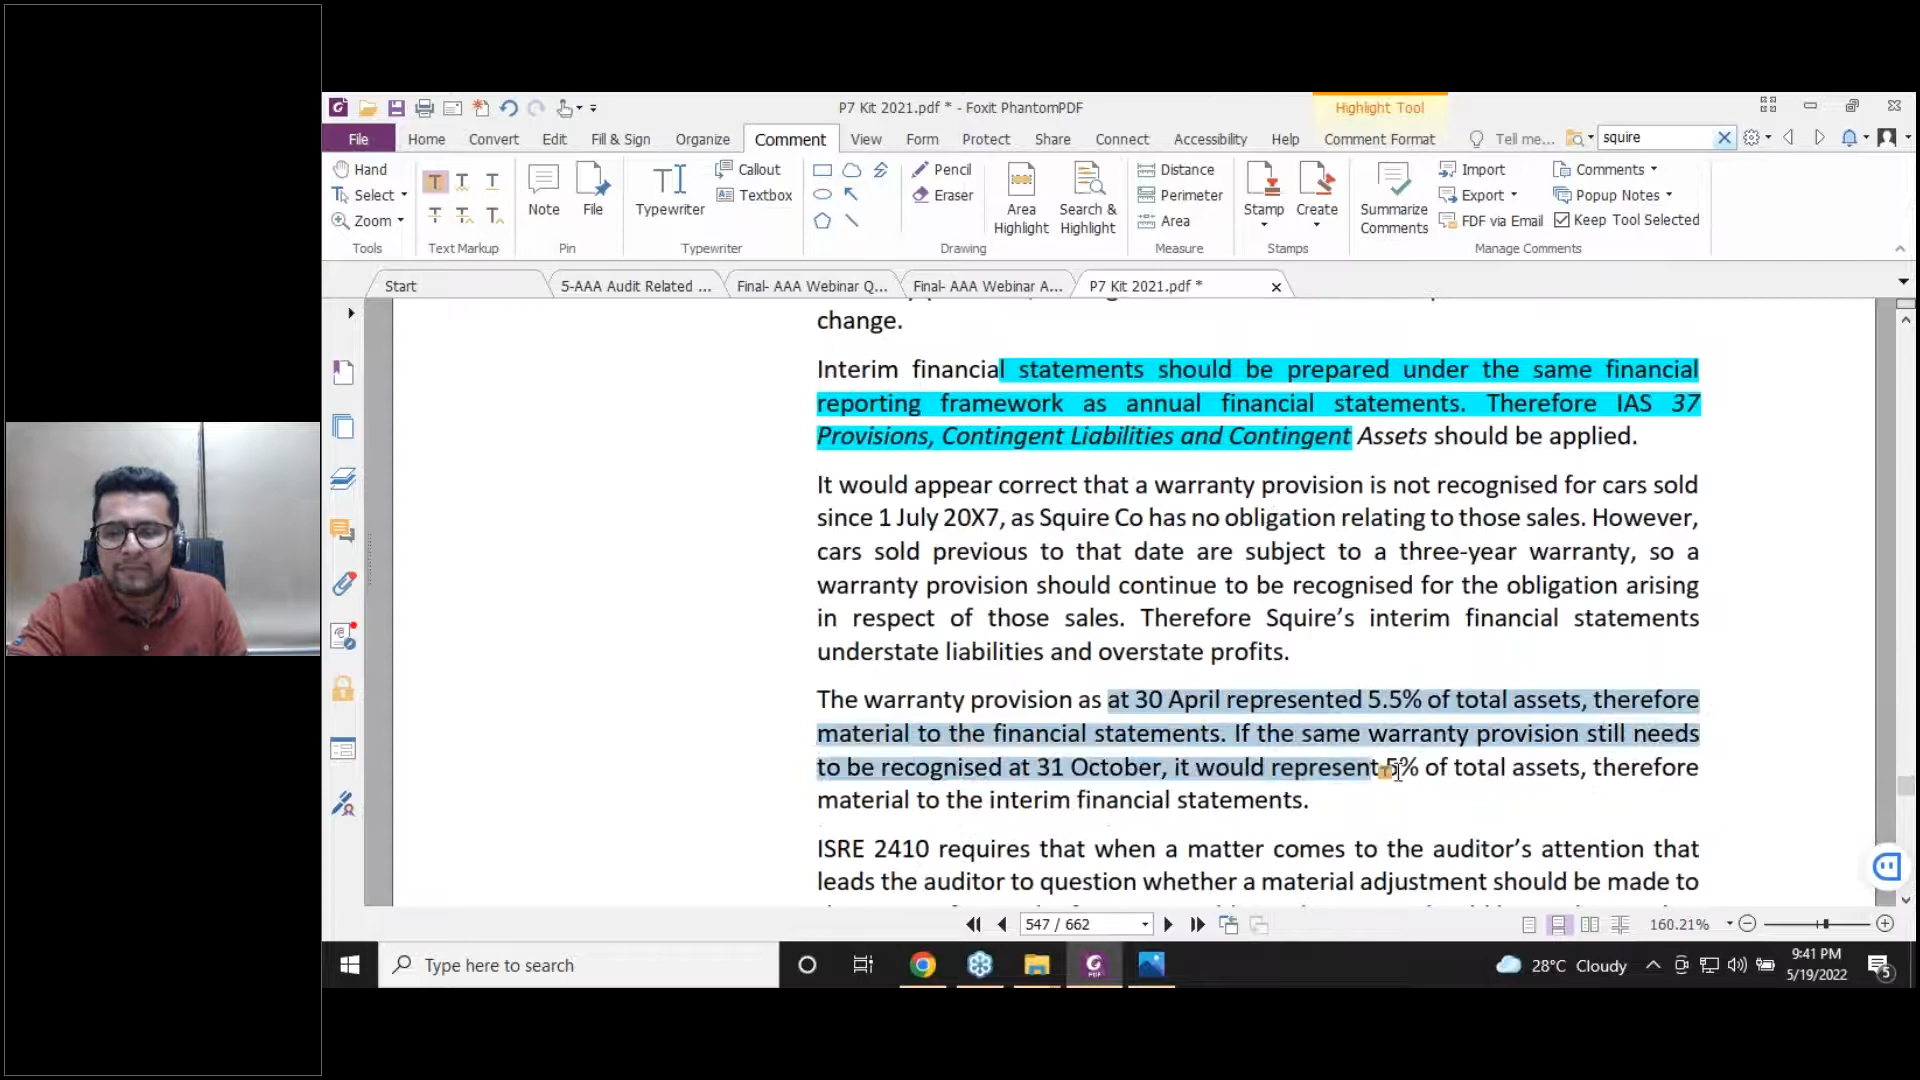 P7 Kit 2021.pdf * - Foxit PhantomPDF
Highlight Tool
File
Home
Convert
Edit
Fill & Sign
Organize
Comment
View
Form
Protect
Share
Connect
Accessibility
Help
Comment Format
Tell me...
squire
Hand
Select
Zoom
Tools
Text Markup
Note
File
Pin
Typewriter
Callout
Textbox
Typewriter
Pencil
Eraser
Area
Highlight
Search &
Highlight
Drawing
Distance
Perimeter
Area
Measure
Stamp
Create
Stamps
Summarize
Comments
Import
Export
FDF via Email
Comments
Popup Notes
Keep Tool Selected
Manage Comments
Start
5-AAA Audit Related ...
Final- AAA Webinar Q...
Final- AAA Webinar A...
P7 Kit 2021.pdf *
change.
Interim financial statements should be prepared under the same financial
reporting framework as annual financial statements. Therefore IAS 37
Provisions, Contingent Liabilities and Contingent Assets should be applied.
It would appear correct that a warranty provision is not recognised for cars sold
since 1 July 20X7, as Squire Co has no obligation relating to those sales. However,
cars sold previous to that date are subject to a three-year warranty, so a
warranty provision should continue to be recognised for the obligation arising
in respect of those sales. Therefore Squire’s interim financial statements
understate liabilities and overstate profits.
The warranty provision as at 30 April represented 5.5% of total assets, therefore
material to the financial statements. If the same warranty provision still needs
to be recognised at 31 October, it would represent 5% of total assets, therefore
material to the interim financial statements.
ISRE 2410 requires that when a matter comes to the auditor’s attention that
leads the auditor to question whether a material adjustment should be made to
547 / 662
160.21%
Type here to search
28°C Cloudy
9:41 PM
5/19/2022
5